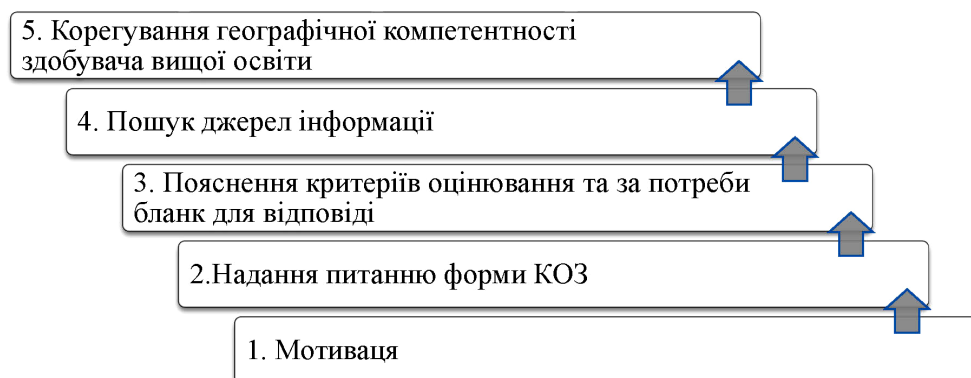 5. Корегування географічної компетентності
здобувача вищої освіти
4. Пошук джерел інформації
3. Пояснення критеріїв оцінювання та за потреби
бланк для відповіді
2.Надання питанню форми КОЗ
1. Мотиваця